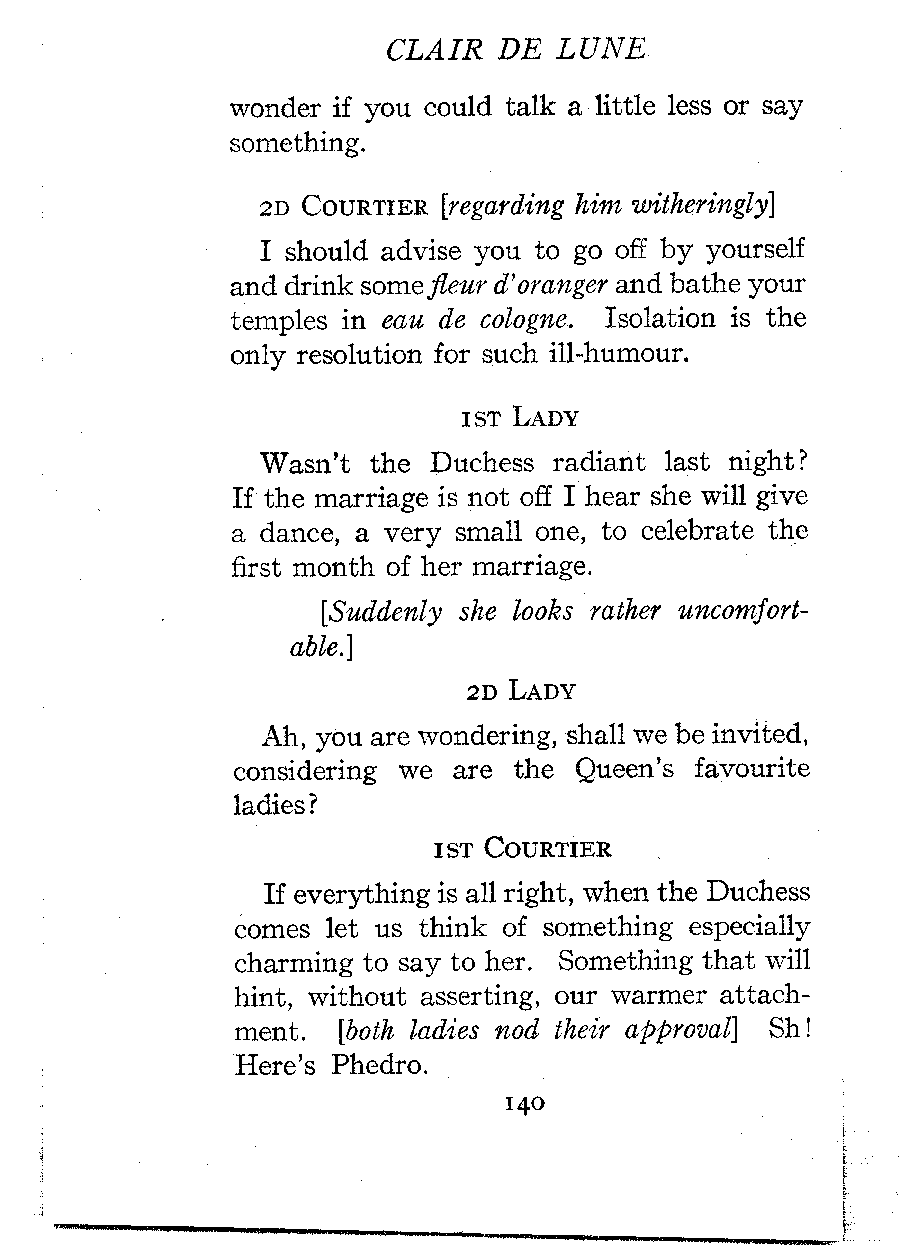 CLAIR DE LUNE
wonder if you could talk a little less or say
something.
2D COURTIER [regarding him witheringly]
I should advise you to go off by yourself
and drink some fleur d'oranger and bathe your
temples in eau de cologne. Isolation is the
only resolution for such ill-humour.
1ST LADY
Wasn't the Duchess radiant last night?
If the marriage is not off I hear she will give
a dance, a very small one, to celebrate the
first month of her marriage.
[Suddenly she looks rather uncomfort-
able.]
2D LADY
Ah, you are wondering, shall we be invited,
considering we are the Queen's favourite
ladies?
1ST COURTIER
If everything is all right, when the Duchess
comes let us think of something especially
charming to say to her. Something that will
hint, without asserting, our warmer attach-
ment. [both ladies nod their approval] Sh!
Here's Phedro.
140